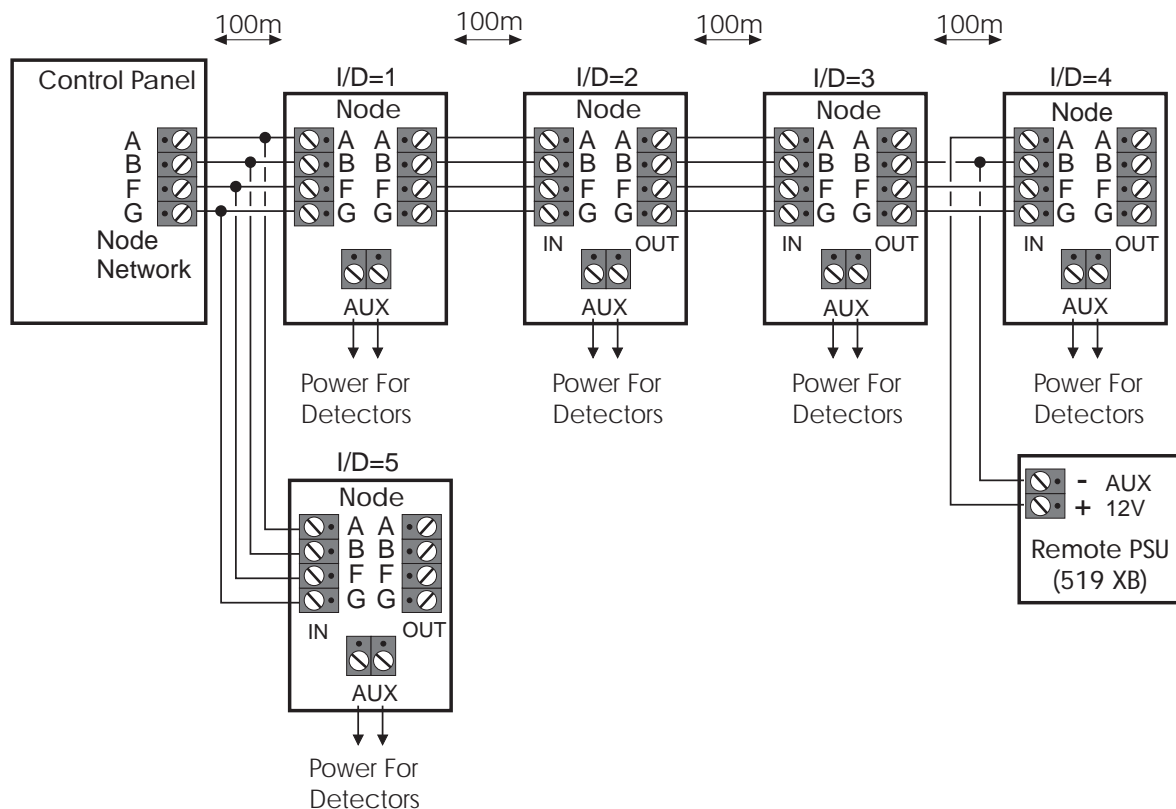 100m 100m 100m 100m
Control Panel
A
B
F
G
Node
Network
I/D=1
Node
A A
B B
F F
G G
AUX
Power For
Detectors
I/D=2
Node
A A
B B
F F
G G
IN OUT
AUX
Power For
Detectors
I/D=3
Node
A A
B B
F F
G G
IN OUT
AUX
Power For
Detectors
I/D=4
Node
A A
B B
F F
G G
IN OUT
AUX
Power For
Detectors
I/D=5
Node
A A
B B
F F
G G
IN OUT
AUX
Power For
Detectors
- AUX
+ 12V
Remote PSU
(519 XB)